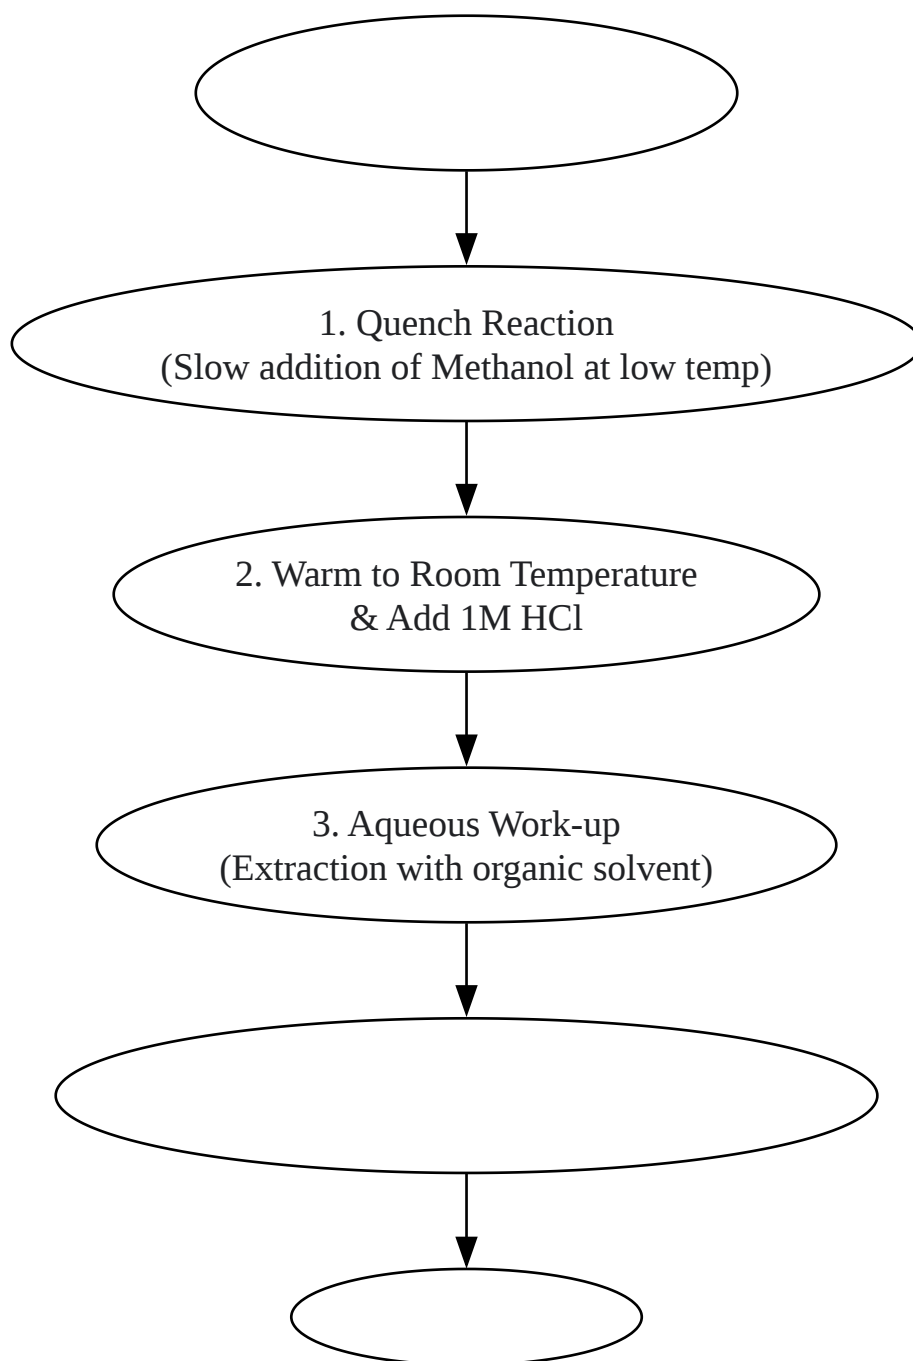 1. Quench Reaction
(Slow addition of Methanol at low temp)
2. Warm to Room Temperature
& Add 1M HCl
3. Aqueous Work-up
(Extraction with organic solvent)